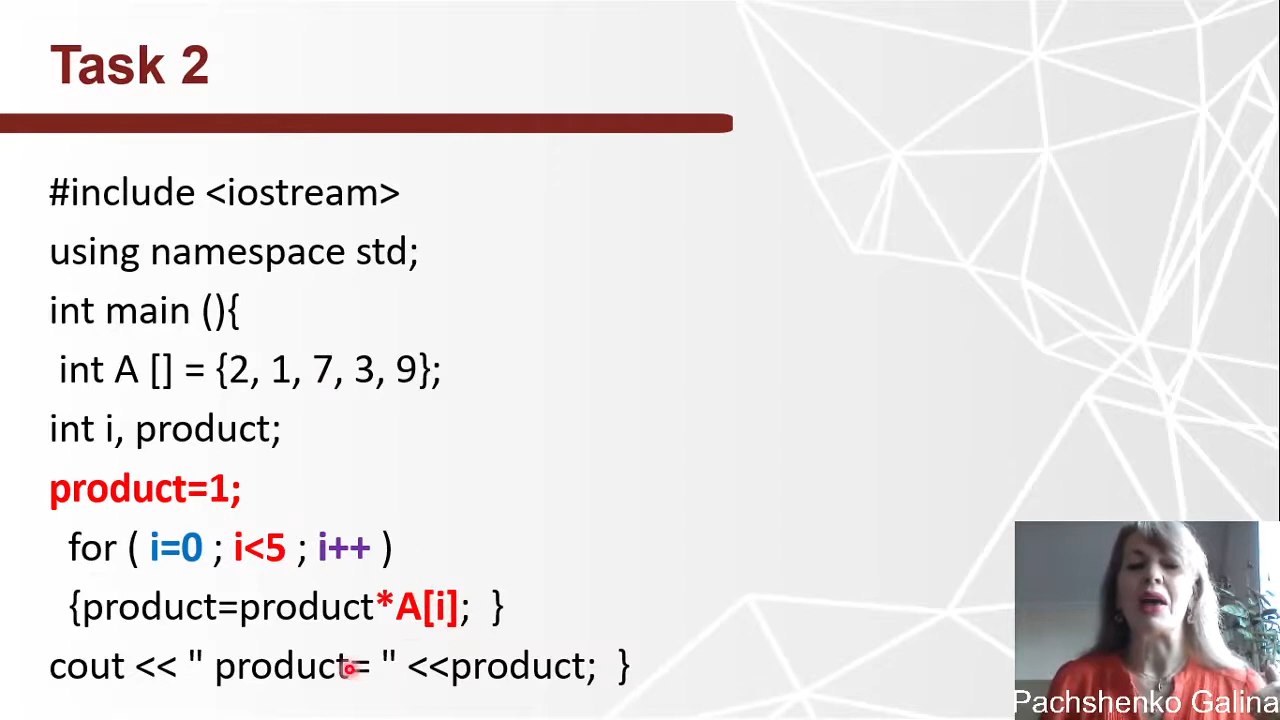 Task 2
#include <iostream>
using namespace std;
int main (){
int A [] = {2, 1, 7, 3, 9};
int i, product;
product=1;
for ( i=0 ; i<5 ; i++ )
{product=product*A[i]; }
cout << " product= " <<product; }
Pachshenko Galina